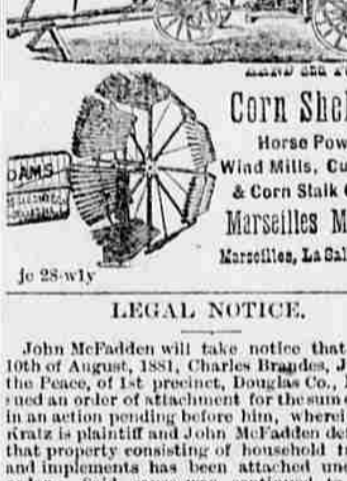 DAMS
Corn Shel
Horse Pow
Wind Mills, Cu
& Corn Stalk
Marseilles M
Marseilles, La Sal
je 28-w1y
LEGAL NOTICE.
John McFadden will take notice that
10th of August, 1881, Charles Brandes, J
the Peace, of 1st precinct, Douglas Co.,
sued an order of attachment for the sum
in an action pending before him, wherei
Kratz is plaintiff and John McFadden de
that property consisting of household f
and implements has been attached un